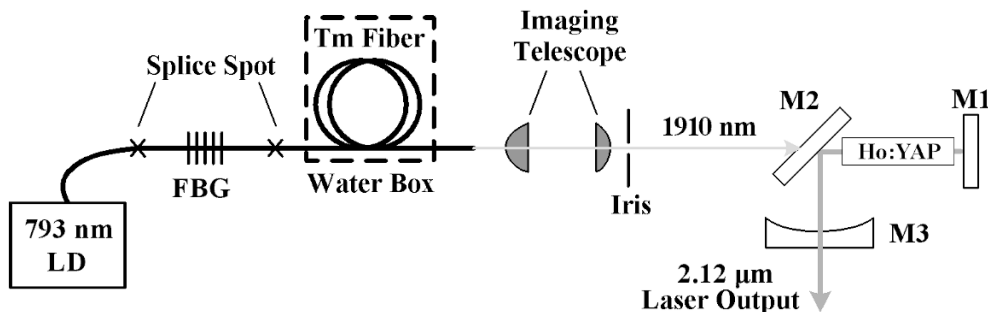 Tm Fiber
Imaging
Telescope
Splice Spot
M2
M1
1910 nm
Ho:YAP
FBG
Water Box
Iris
793 nm
LD
M3
2.12 μm
Laser Output